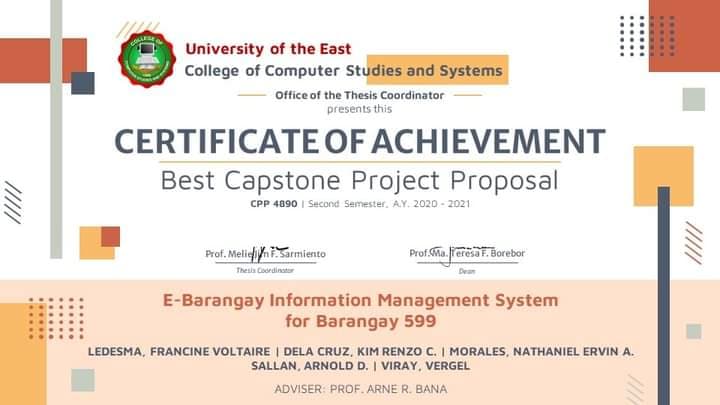 University of the East
College of Computer Studies and Systems
Office of the Thesis Coordinator
presents this
CERTIFICATE OF ACHIEVEMENT
Best Capstone Project Proposal
CPP 4890 | Second Semester, A.Y. 2020 - 2021
Prof. Meliejun F. Sarmiento
Thesis Coordinator
Prof. Ma. Teresa F. Borebor
Dean
E-Barangay Information Management System
for Barangay 599
LEDESMA, FRANCINE VOLTAIRE | DELA CRUZ, KIM RENZO C. | MORALES, NATHANIEL ERVIN A.
SALLAN, ARNOLD D. | VIRAY, VERGEL
ADVISER: PROF. ARNE R. BANA